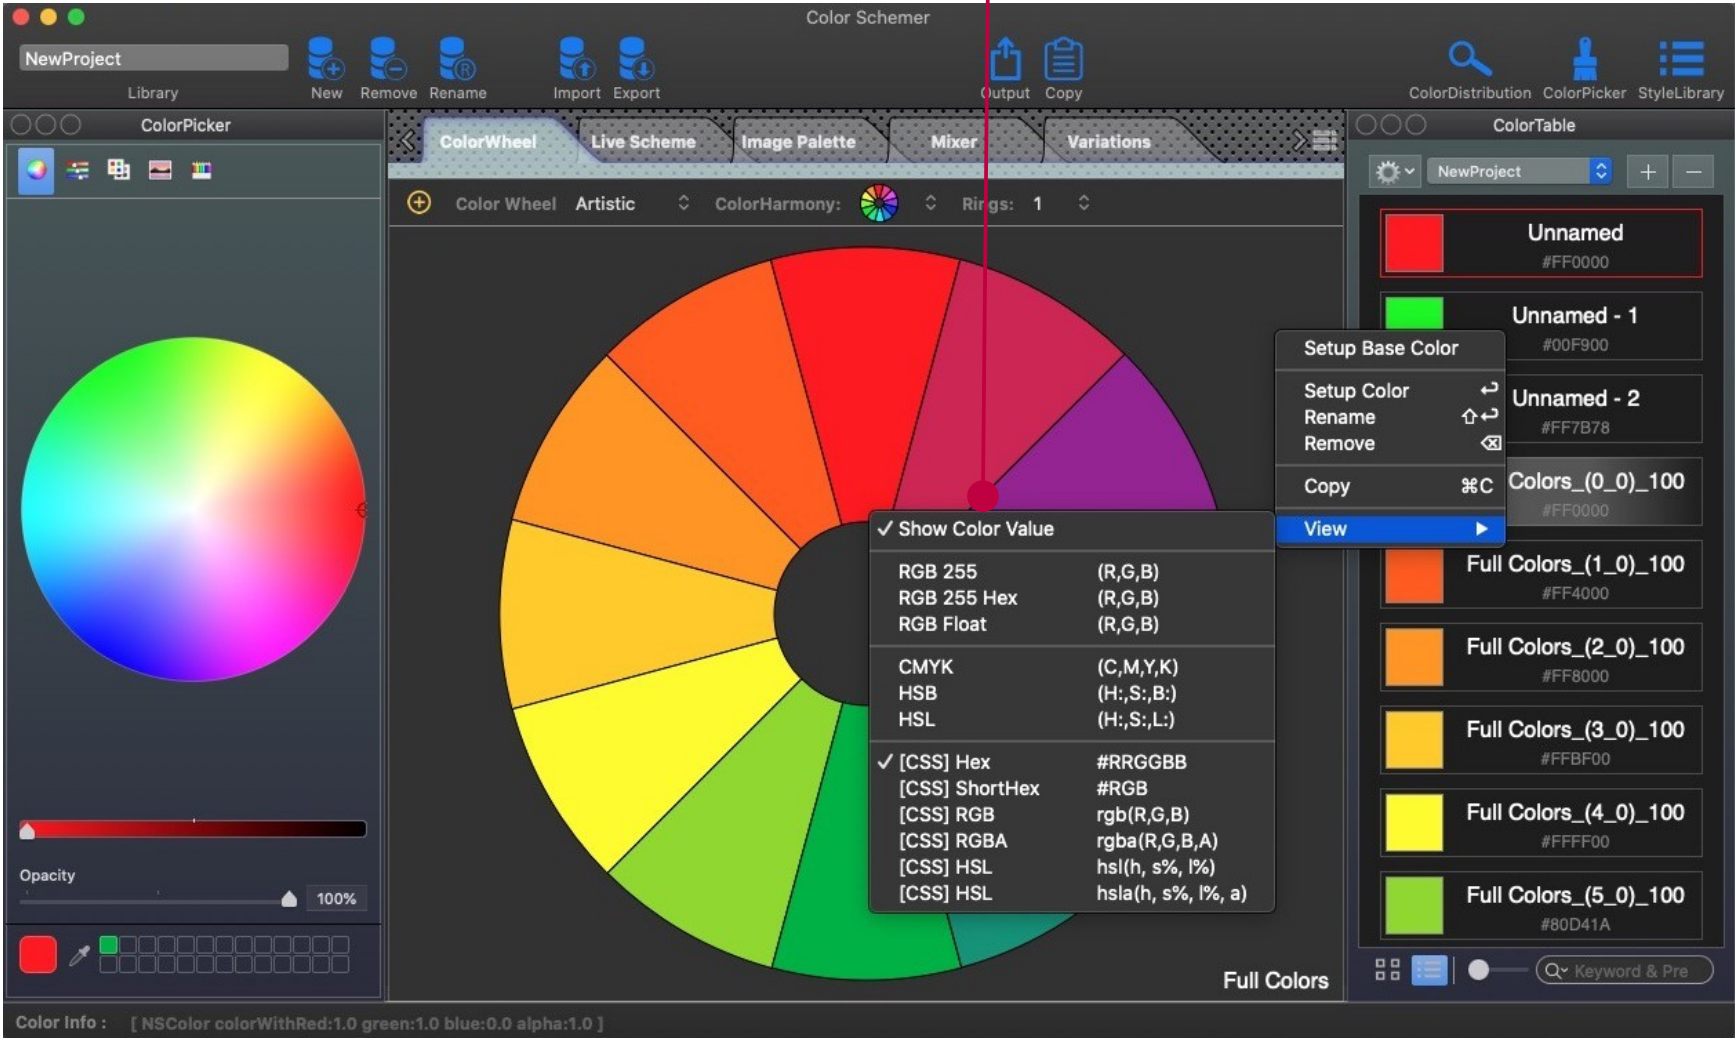 Color Schemer
NewProject
Library
New
Remove
Rename
Import
Export
Output
Copy
ColorDistribution
ColorPicker
StyleLibrary
ColorPicker
ColorWheel
Live Scheme
Image Palette
Mixer
Variations
ColorTable
NewProject
Color Wheel Artistic
ColorHarmony:
Rings: 1
Unnamed
#FF0000
Unnamed - 1
#00F900
Unnamed - 2
#FF7B78
Colors_(0_0)_100
#FF0000
Full Colors_(1_0)_100
#FF4000
Full Colors_(2_0)_100
#FF8000
Full Colors_(3_0)_100
#FFBF00
Full Colors_(4_0)_100
#FFFF00
Full Colors_(5_0)_100
#80D41A
Setup Base Color
Setup Color ↩
Rename ⇧↩
Remove ⌫
Copy ⌘C
View ▶
✓ Show Color Value
RGB 255 (R,G,B)
RGB 255 Hex (R,G,B)
RGB Float (R,G,B)
CMYK (C,M,Y,K)
HSB (H:,S:,B:)
HSL (H:,S:,L:)
✓ [CSS] Hex #RRGGBB
[CSS] ShortHex #RGB
[CSS] RGB rgb(R,G,B)
[CSS] RGBA rgba(R,G,B,A)
[CSS] HSL hsl(h, s%, l%)
[CSS] HSL hsla(h, s%, l%, a)
Opacity
100%
Full Colors
Keyword & Pre
Color Info : [ NSColor colorWithRed:1.0 green:1.0 blue:0.0 alpha:1.0 ]